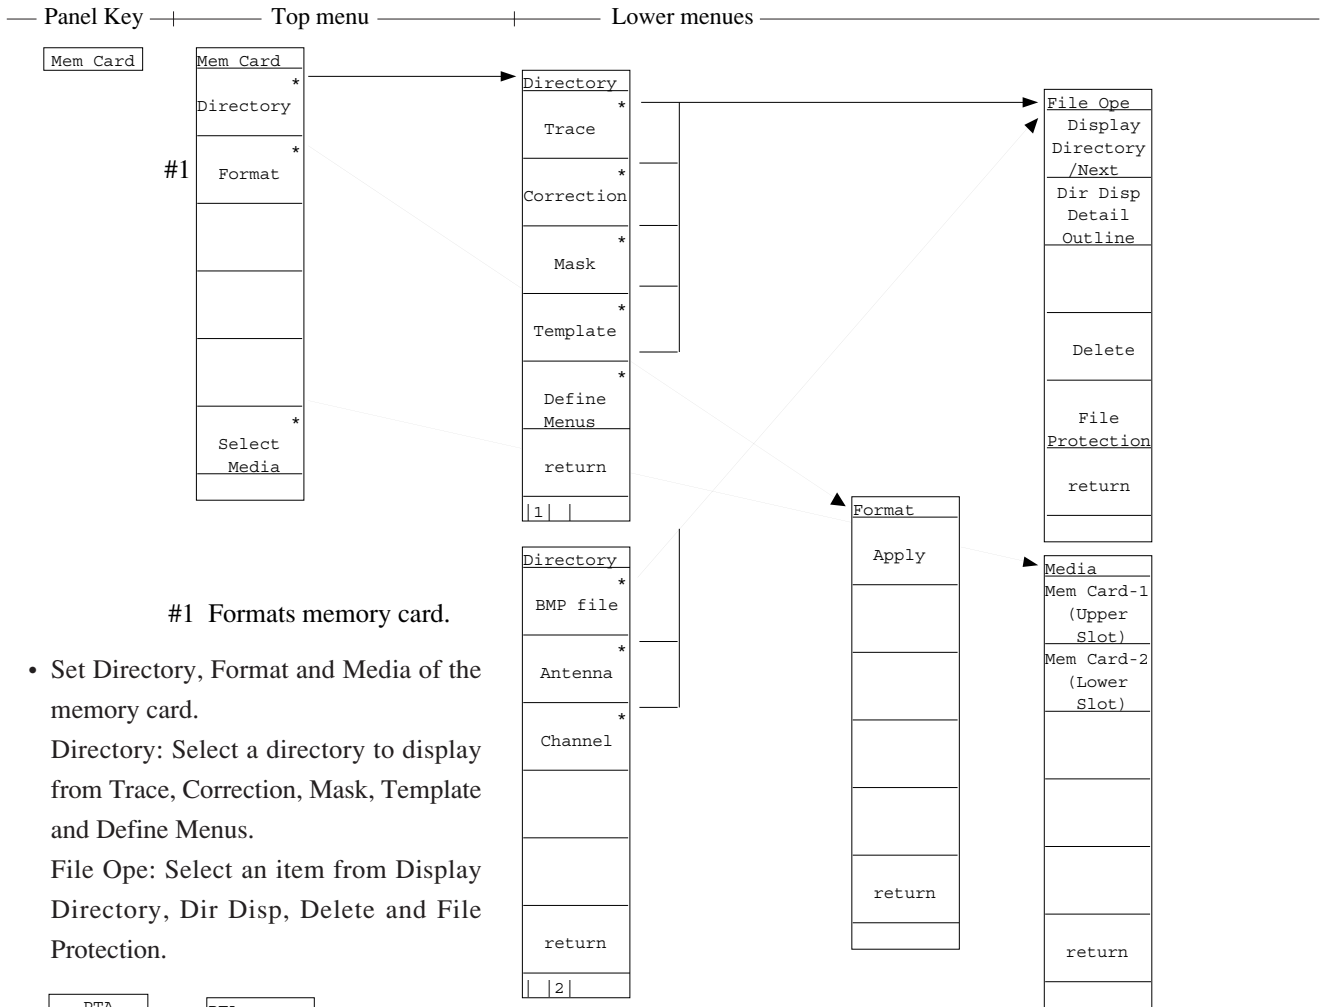 Panel Key
Top menu
Lower menues
Mem Card
Mem Card
*
Directory
*
#1
Format
*
Select
Media
Directory
*
Trace
*
Correction
*
Mask
*
Template
*
Define
Menus
return
|1| |
Directory
*
BMP file
*
Antenna
*
Channel
return
| |2|
File Ope
Display
Directory
/Next
Dir Disp
Detail
Outline
Delete
File
Protection
return
Format
Apply
return
Media
Mem Card-1
(Upper
Slot)
Mem Card-2
(Lower
Slot)
return
#1 Formats memory card.
• Set Directory, Format and Media of the
memory card.
Directory: Select a directory to display
from Trace, Correction, Mask, Template
and Define Menus.
File Ope: Select an item from Display
Directory, Dir Disp, Delete and File
Protection.